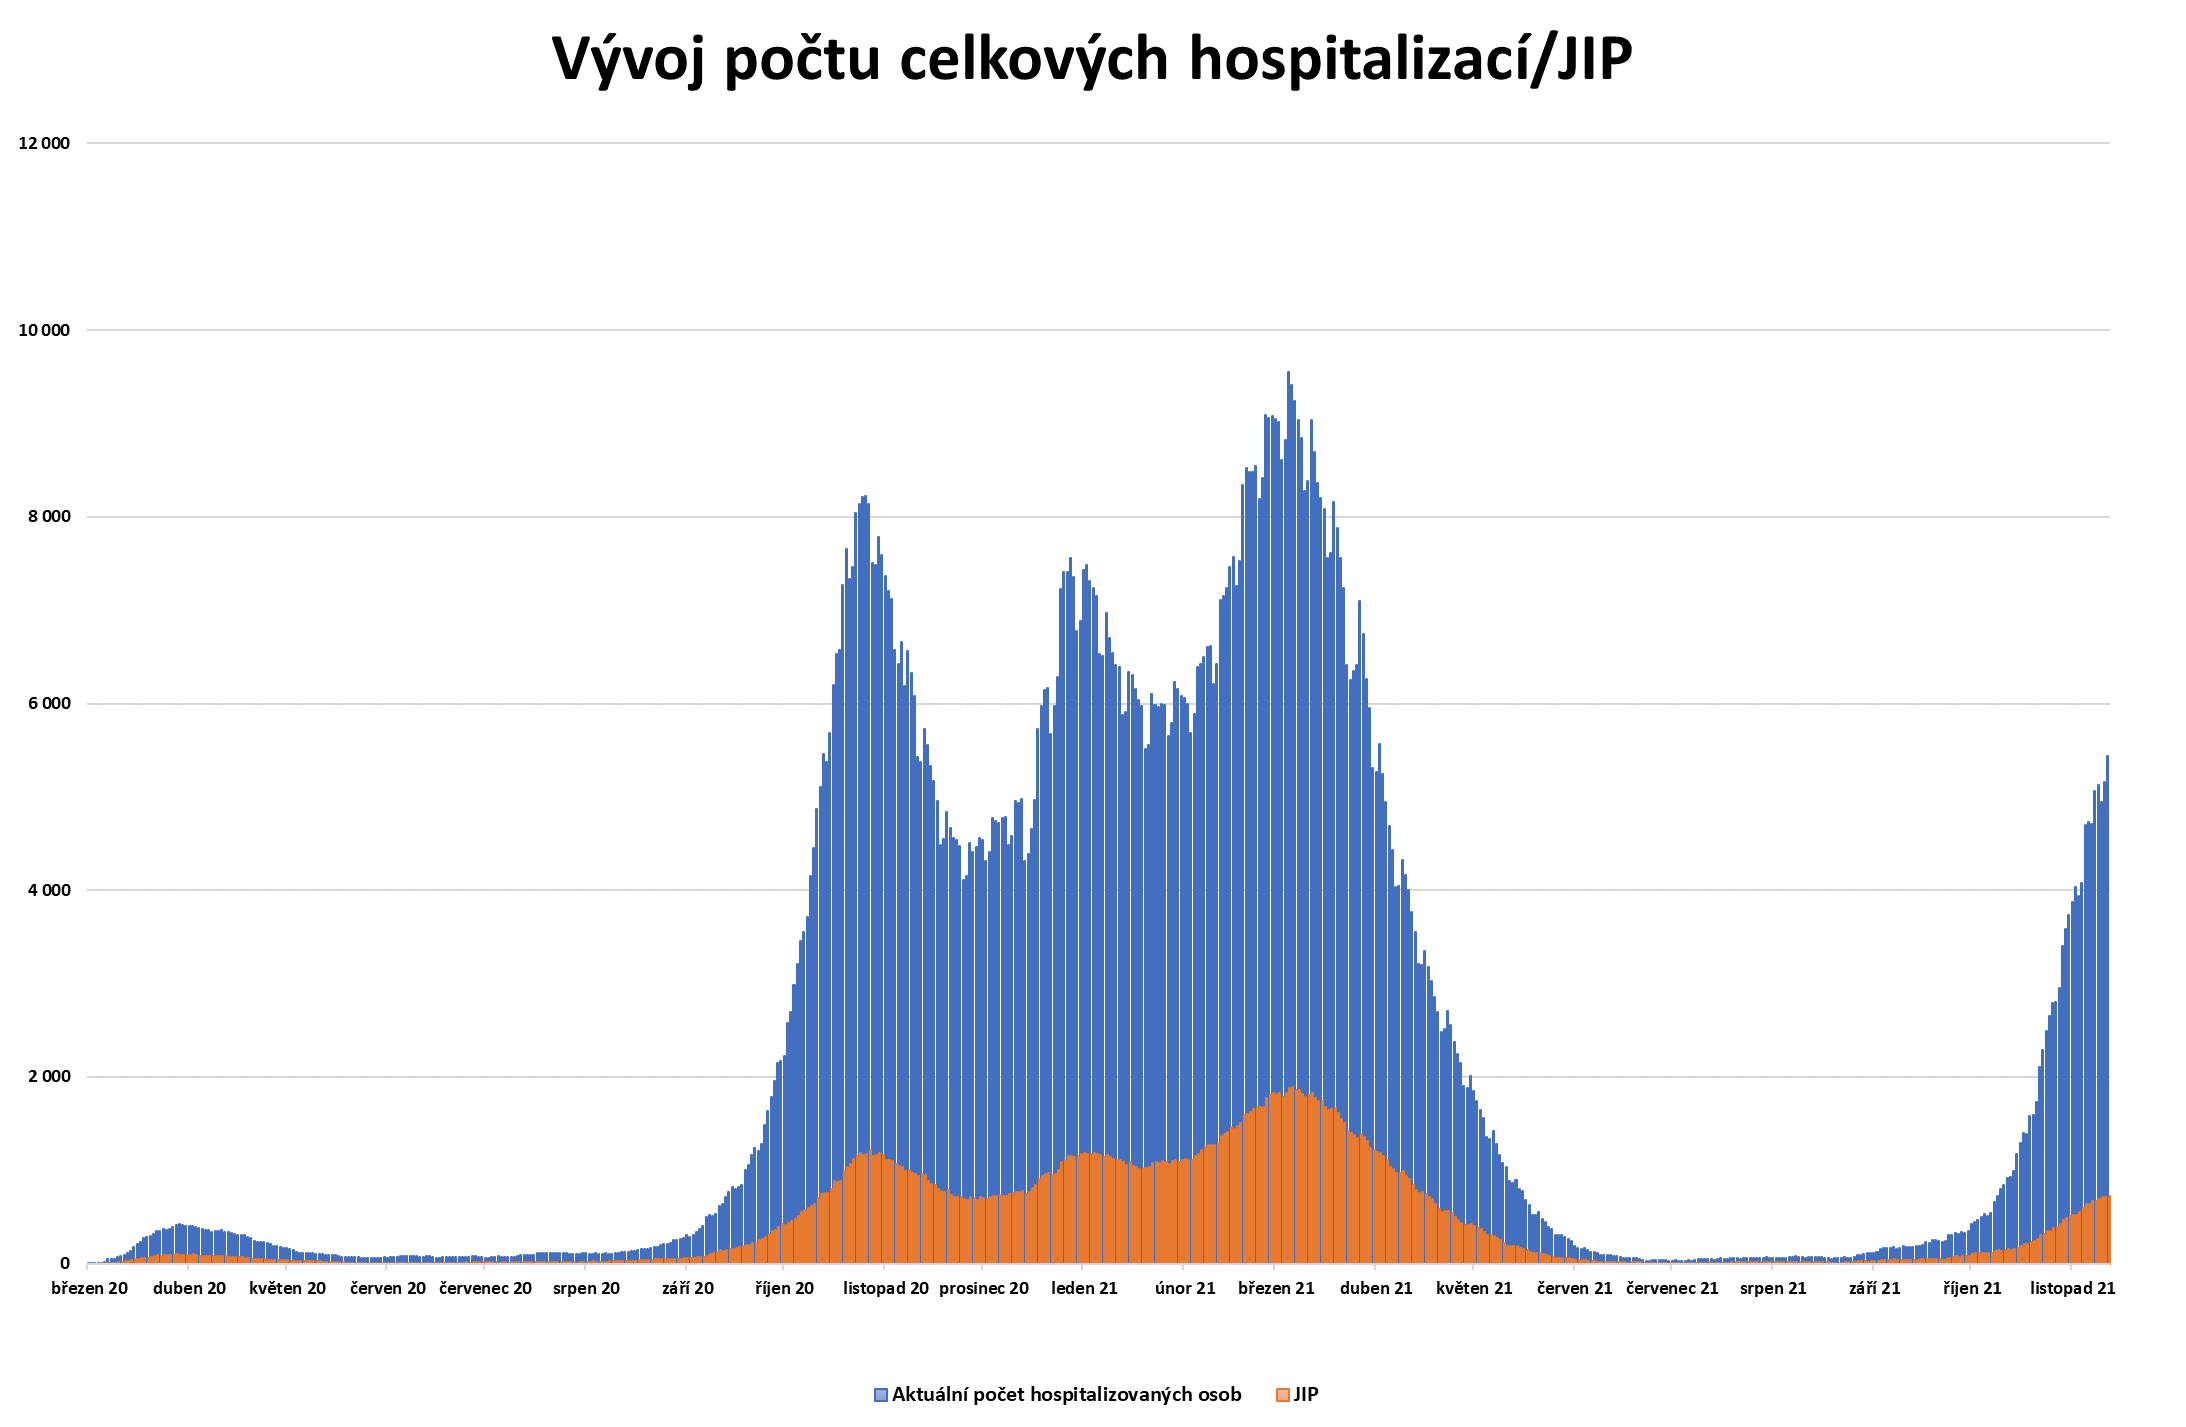 Vývoj počtu celkových hospitalizací/JIP
12 000
10 000
8 000
6 000
4 000
2 000
0
březen 20 duben 20 květen 20 červen 20 červenec 20 srpen 20 září 20 říjen 20 listopad 20 prosinec 20 leden 21 únor 21 březen 21 duben 21 květen 21 červen 21 červenec 21 srpen 21 září 21 říjen 21 listopad 21
Aktuální počet hospitalizovaných osob JIP